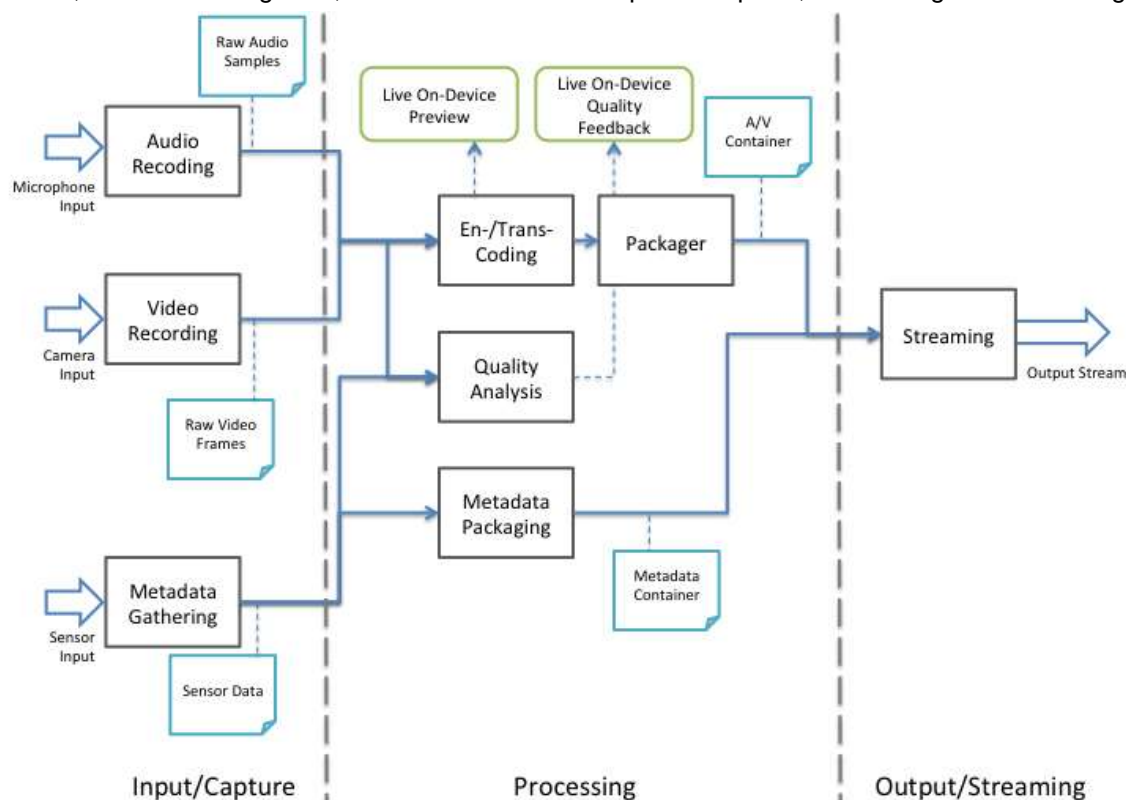 Raw Audio
Samples
Live On-Device
Preview
Live On-Device
Quality
Feedback
A/V
Container
Audio
Recoding
Microphone
Input
En-/Trans-
Coding
Packager
Video
Recording
Camera
Input
Streaming
Output Stream
Quality
Analysis
Raw Video
Frames
Metadada
Packaging
Metadata
Gathering
Metadata
Container
Sensor
Input
Sensor Data
Input/Capture
Processing
Output/Streaming